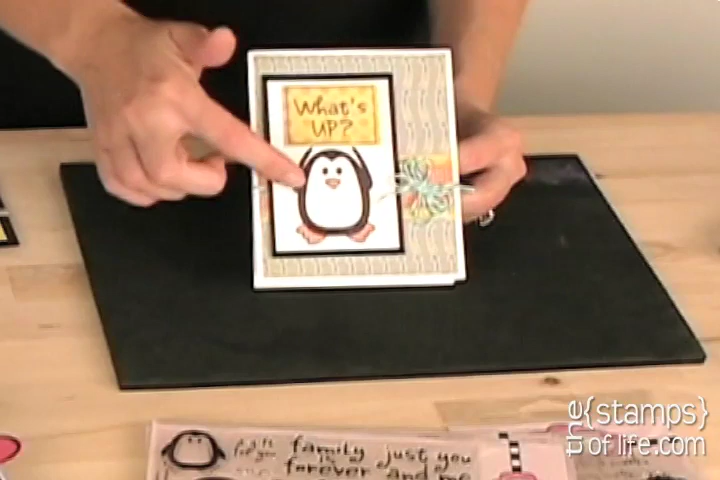 What's
UP?
family just you
forever and me
the {stamps}
of life.com